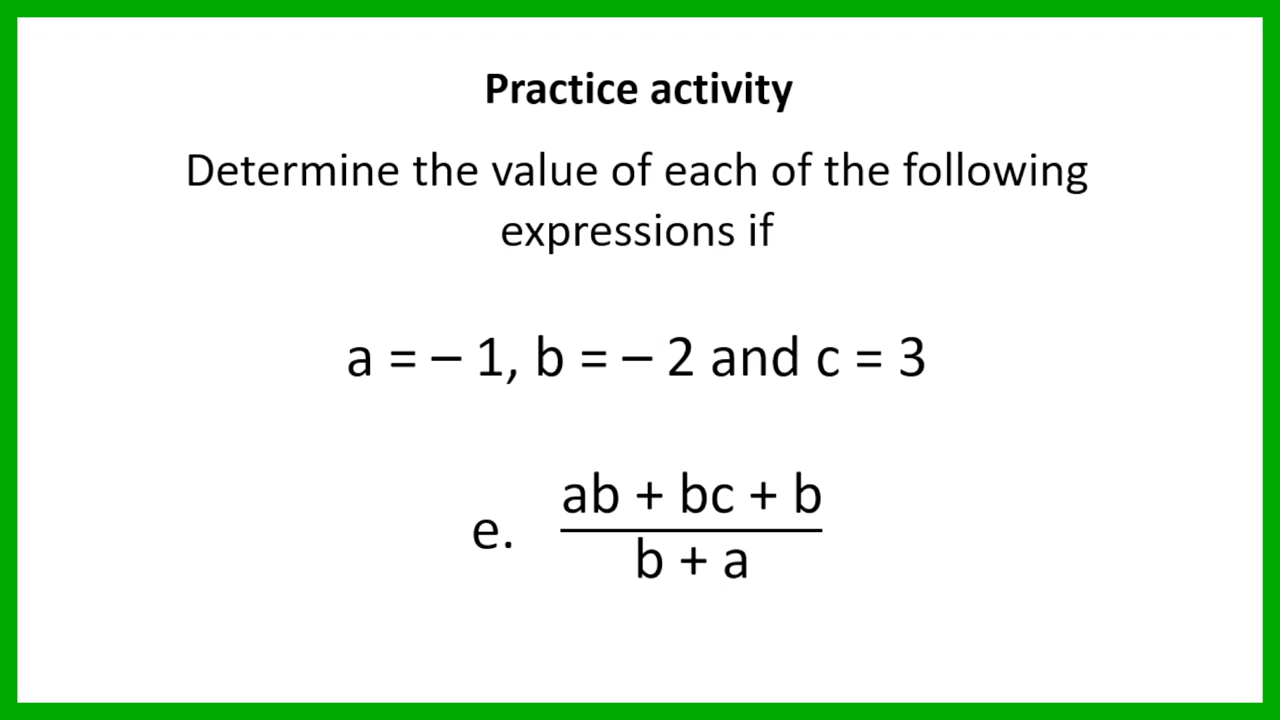 Practice activity
Determine the value of each of the following
expressions if
a = – 1, b = – 2 and c = 3
e.
ab + bc + b
b + a